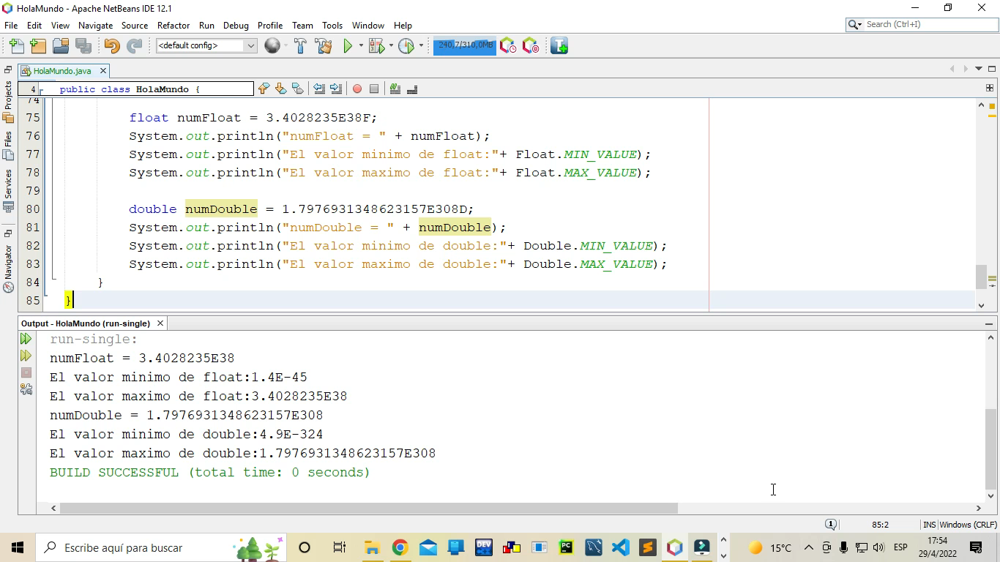 HolaMundo - Apache NetBeans IDE 12.1
File Edit View Navigate Source Refactor Run Debug Profile Team Tools Window Help
Search (Ctrl+I)
<default config>
240,7/310,0MB
HolaMundo.java
4 public class HolaMundo {
Projects
Files
Services
Navigator
74
75 float numFloat = 3.4028235E38F;
76 System.out.println("numFloat = " + numFloat);
77 System.out.println("El valor minimo de float:"+ Float.MIN_VALUE);
78 System.out.println("El valor maximo de float:"+ Float.MAX_VALUE);
79
80 double numDouble = 1.7976931348623157E308D;
81 System.out.println("numDouble = " + numDouble);
82 System.out.println("El valor minimo de double:"+ Double.MIN_VALUE);
83 System.out.println("El valor maximo de double:"+ Double.MAX_VALUE);
84 }
85 }
Output - HolaMundo (run-single)
run-single:
numFloat = 3.4028235E38
El valor minimo de float:1.4E-45
El valor maximo de float:3.4028235E38
numDouble = 1.7976931348623157E308
El valor minimo de double:4.9E-324
El valor maximo de double:1.7976931348623157E308
BUILD SUCCESSFUL (total time: 0 seconds)
1 85:2 INS Windows (CRLF)
Escribe aquí para buscar
DEV
PC
15°C
ESP
17:54
29/4/2022